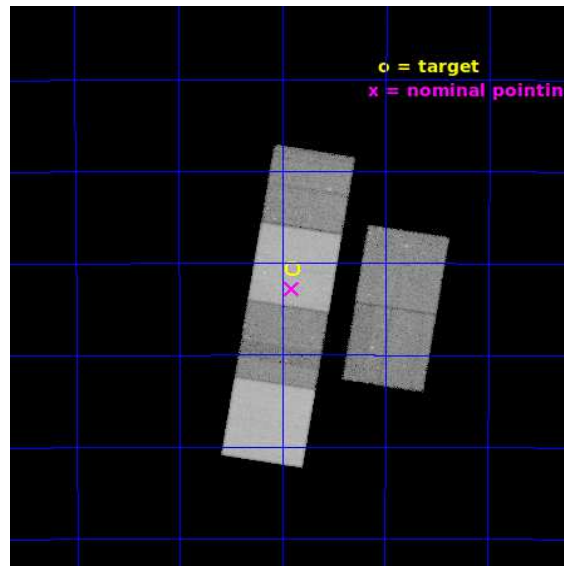 o = target
x = nominal pointin